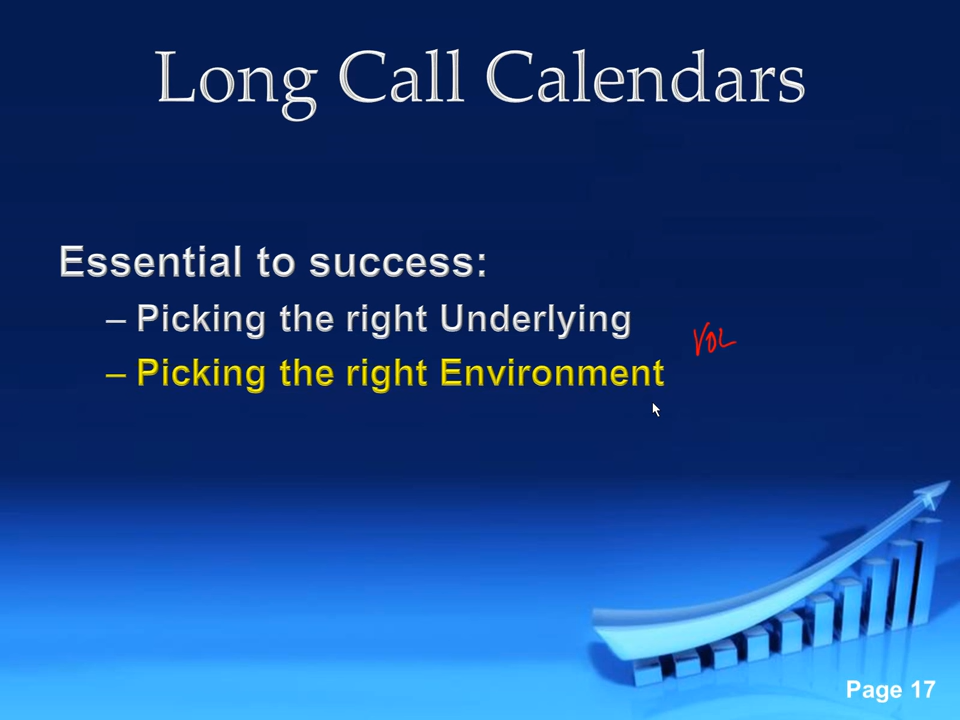 Long Call Calendars
Essential to success:
– Picking the right Underlying
VOL
– Picking the right Environment
Page 17